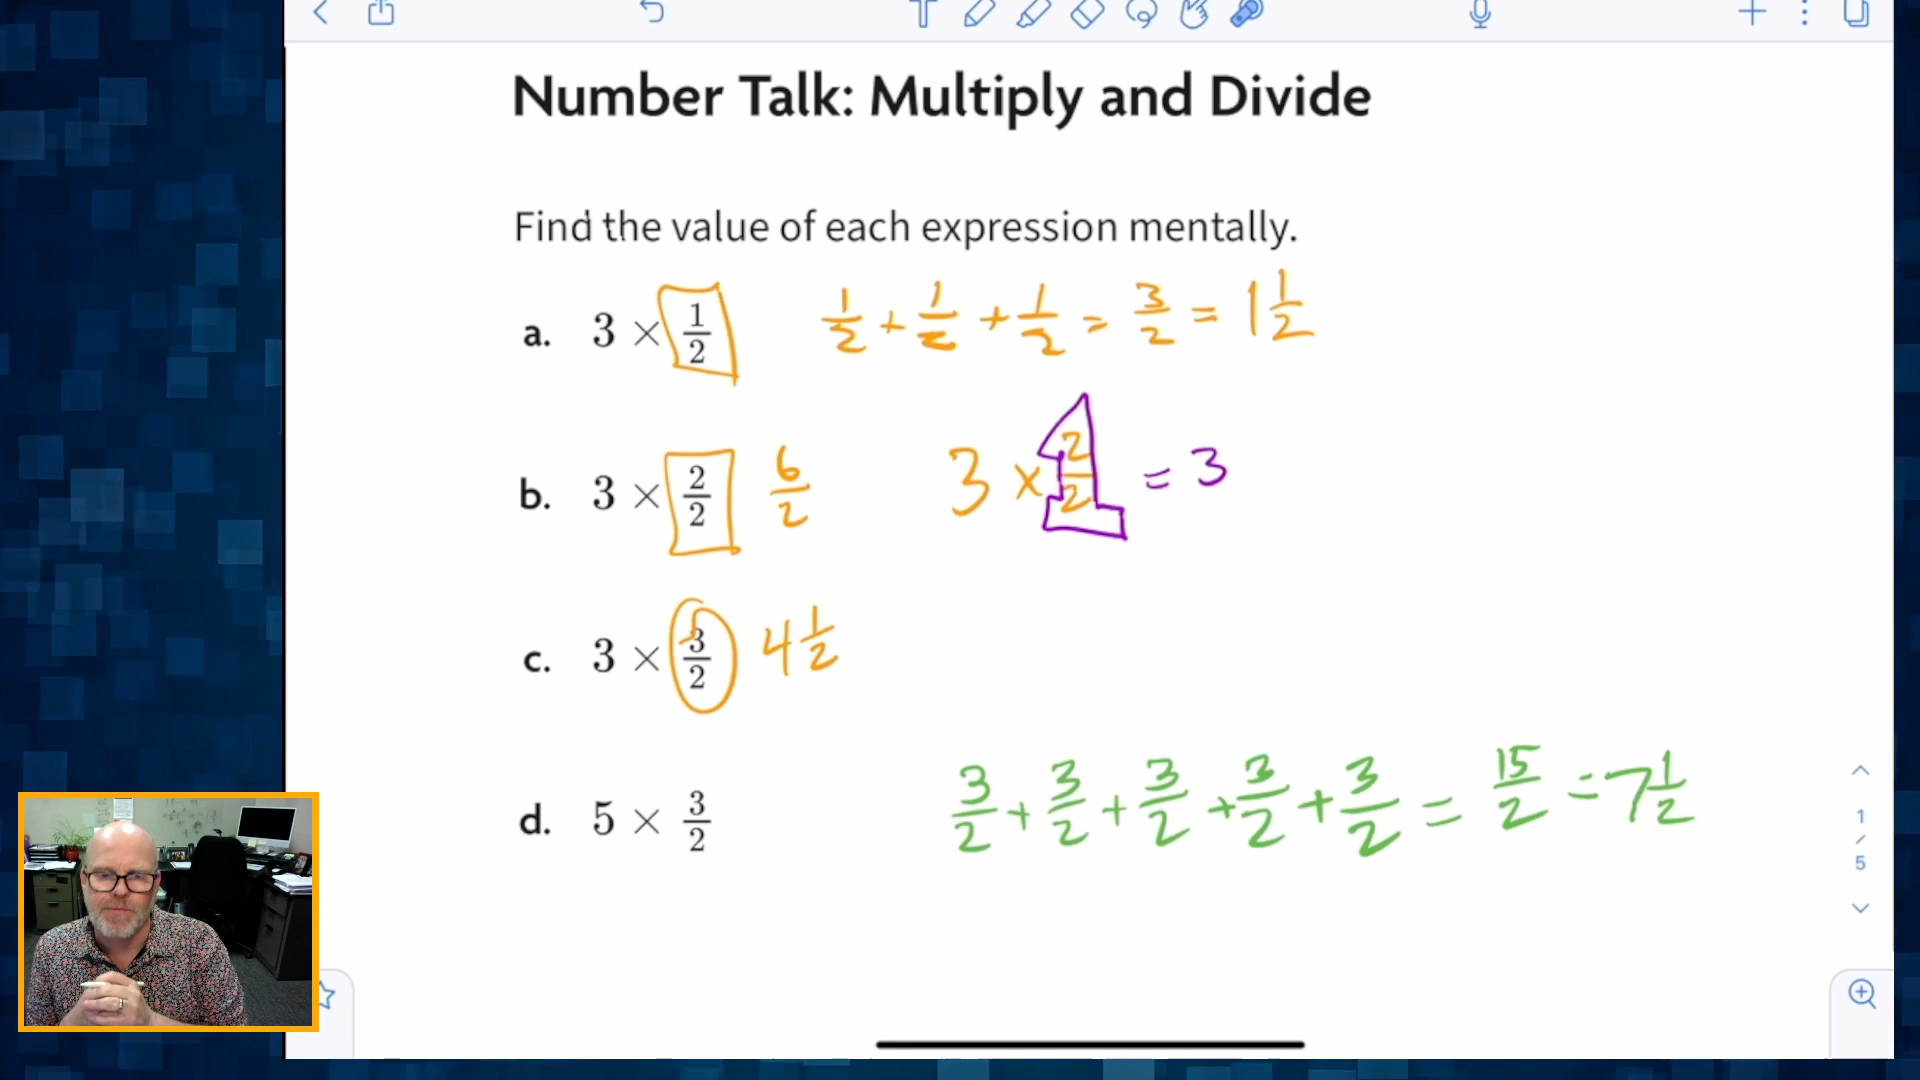 Number Talk: Multiply and Divide
Find the value of each expression mentally.
a. 3 × 1/2 1/2 + 1/2 + 1/2 = 3/2 = 1 1/2
b. 3 × 2/2 6/2 3 × 2/2 = 3
c. 3 × 3/2 4 1/2
d. 5 × 3/2 3/2 + 3/2 + 3/2 + 3/2 + 3/2 = 15/2 = 7 1/2
1
/
5